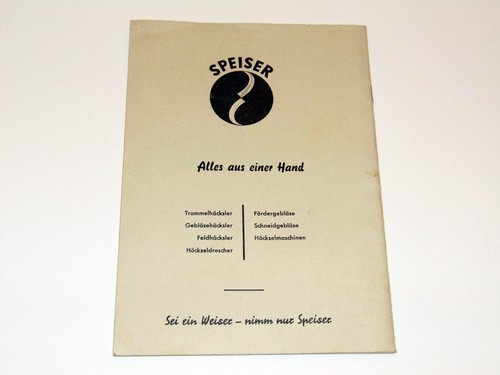 SPEISER
Alles aus einer Hand
Trommelhäcksler
Gebläsehäcksler
Feldhäcksler
Häckseldrescher
Fördergebläse
Schneidgebläse
Häckselmaschinen
Sei ein Weiser – nimm nur Speiser